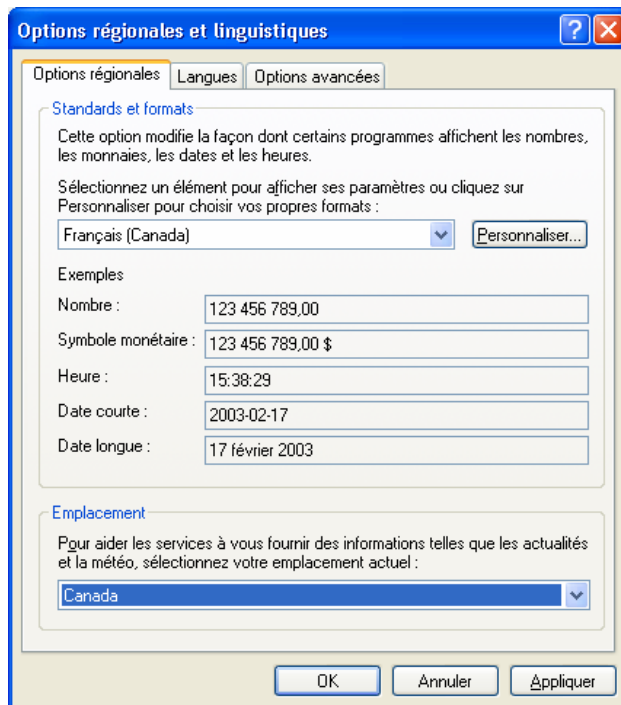 Options régionales et linguistiques
Options régionales Langues Options avancées
Standards et formats
Cette option modifie la façon dont certains programmes affichent les nombres,
les monnaies, les dates et les heures.
Sélectionnez un élément pour afficher ses paramètres ou cliquez sur
Personnaliser pour choisir vos propres formats :
Français (Canada) Personnaliser...
Exemples
Nombre : 123 456 789,00
Symbole monétaire : 123 456 789,00 $
Heure : 15:38:29
Date courte : 2003-02-17
Date longue : 17 février 2003
Emplacement
Pour aider les services à vous fournir des informations telles que les actualités
et la météo, sélectionnez votre emplacement actuel :
Canada
OK Annuler Appliquer